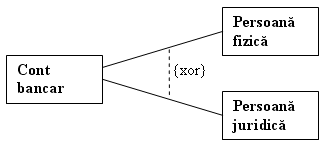 Persoană
fizică
Cont
bancar
{xor}
Persoană
juridică